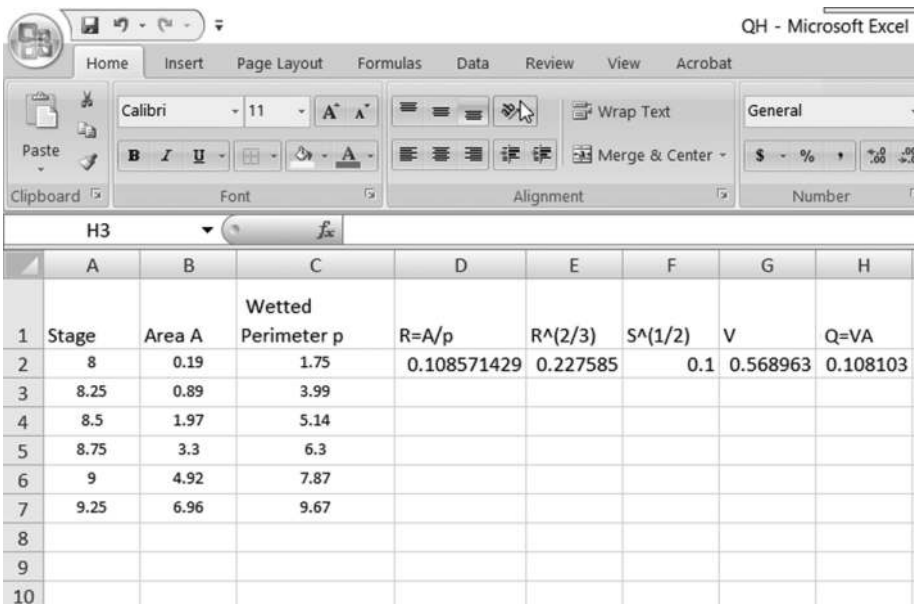 QH - Microsoft Excel
Home Insert Page Layout Formulas Data Review View Acrobat
Calibri 11 A A Wrap Text General
Paste B I U A Merge & Center $ % ,
Clipboard Font Alignment Number
H3 fx
A B C D E F G H
Wetted
1 Stage Area A Perimeter p R=A/p R^(2/3) S^(1/2) V Q=VA
2 8 0.19 1.75 0.108571429 0.227585 0.1 0.568963 0.108103
3 8.25 0.89 3.99
4 8.5 1.97 5.14
5 8.75 3.3 6.3
6 9 4.92 7.87
7 9.25 6.96 9.67
8
9
10